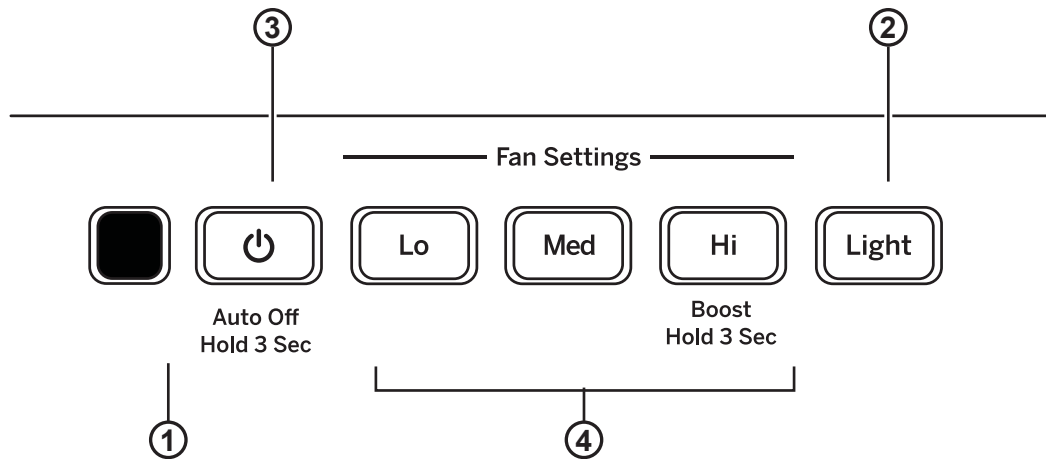 3
2
Fan Settings
Lo
Med
Hi
Light
Auto Off
Hold 3 Sec
Boost
Hold 3 Sec
1
4